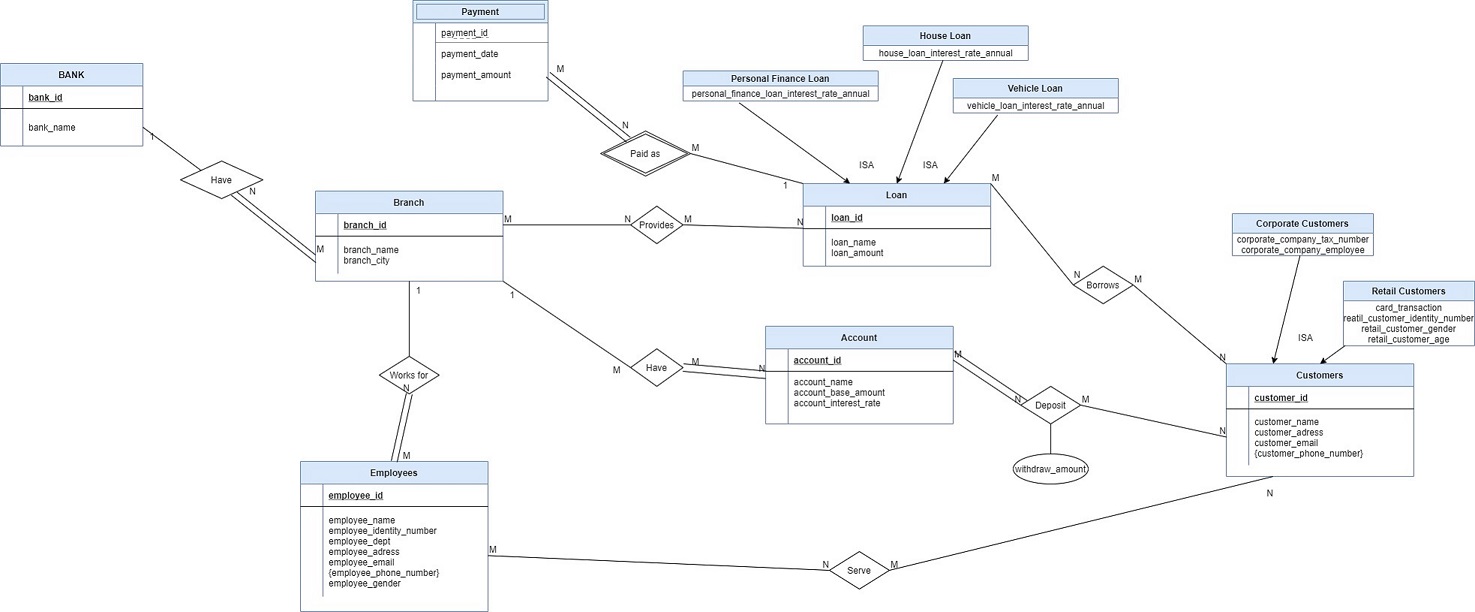 Payment
payment_id
payment_date
payment_amount
House Loan
house_loan_interest_rate_annual
Personal Finance Loan
personal_finance_loan_interest_rate_annual
Vehicle Loan
vehicle_loan_interest_rate_annual
BANK
bank_id
bank_name
1
Have
N
M
M
N
Paid as
M
1
ISA
ISA
Loan
loan_id
loan_name
loan_amount
Branch
branch_id
branch_name
branch_city
M
N
Provides
M
N
M
N
Borrows
M
N
Corporate Customers
corporate_company_tax_number
corporate_company_employee
Retail Customers
card_transaction
reatil_customer_identity_number
retail_customer_gender
retail_customer_age
ISA
1
1
Works for
N
M
M
Have
M
N
Account
account_id
account_name
account_base_amount
account_interest_rate
M
N
Deposit
M
N
withdraw_amount
Customers
customer_id
customer_name
customer_adress
customer_email
{customer_phone_number}
Employees
employee_id
employee_name
employee_identity_number
employee_dept
employee_adress
employee_email
{employee_phone_number}
employee_gender
M
N
Serve
M
N